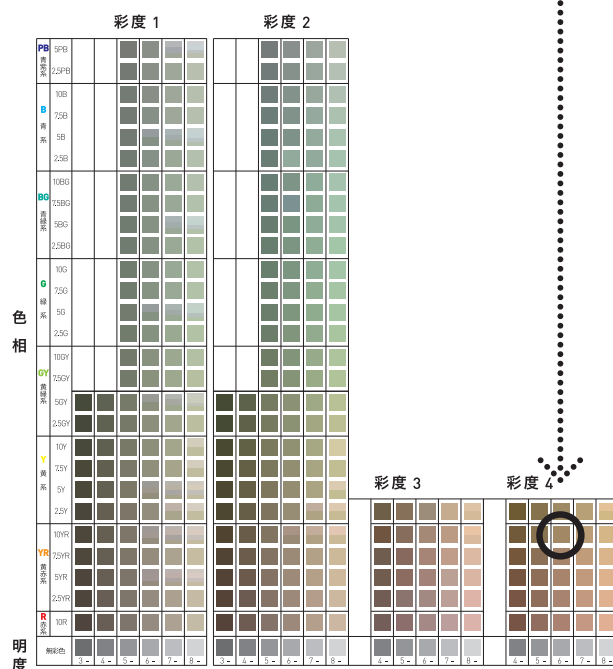 彩度 1
彩度 2
PB
青紫系
5PB
2.5PB
B
青系
10B
7.5B
5B
2.5B
BG
青緑系
10BG
7.5BG
5BG
2.5BG
G
緑系
10G
7.5G
5G
2.5G
色相
GY
黄緑系
10GY
7.5GY
5GY
2.5GY
Y
黄系
10Y
7.5Y
5Y
2.5Y
彩度 3
彩度 4
YR
黄赤系
10YR
7.5YR
5YR
2.5YR
R
赤系
10R
明度
無彩色
3 - 4 - 5 - 6 - 7 - 8 -
3 - 4 - 5 - 6 - 7 - 8 -
4 - 5 - 6 - 7 - 8 -
4 - 5 - 6 - 7 - 8 -